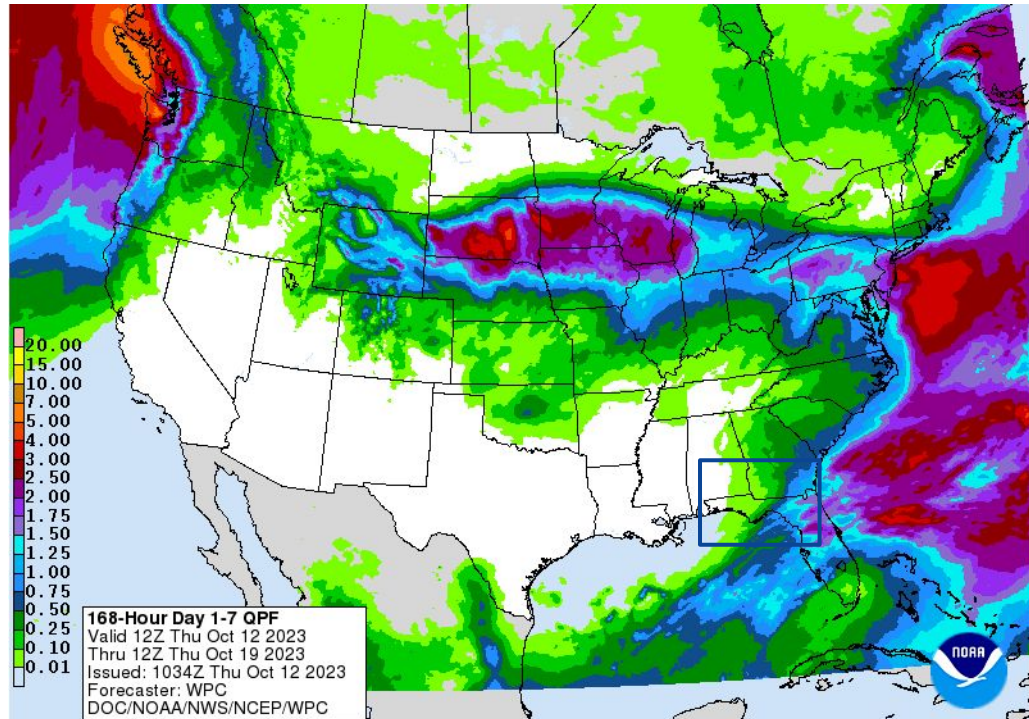 20.00
15.00
10.00
7.00
5.00
4.00
3.00
2.50
2.00
1.75
1.50
1.25
1.00
0.75
0.50
0.25
0.10
0.01
168-Hour Day 1-7 QPF
Valid 12Z Thu Oct 12 2023
Thru 12Z Thu Oct 19 2023
Issued: 1034Z Thu Oct 12 2023
Forecaster: WPC
DOC/NOAA/NWS/NCEP/WPC
NOAA